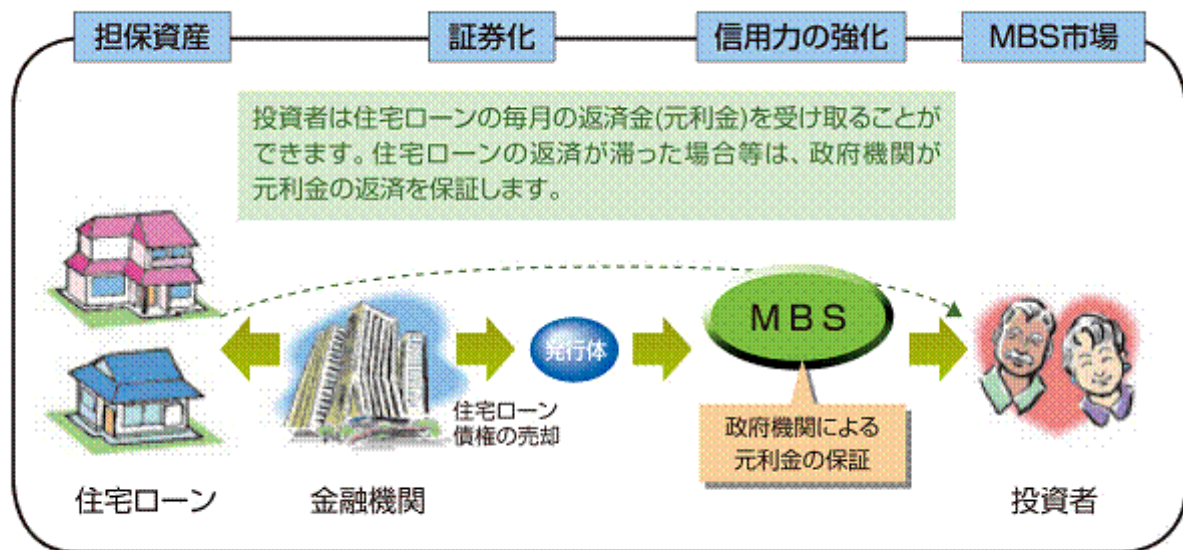 担保資産
証券化
信用力の強化
MBS市場
投資者は住宅ローンの毎月の返済金(元利金)を受け取ることが
できます。住宅ローンの返済が滞った場合等は、政府機関が
元利金の返済を保証します。
MBS
発行体
住宅ローン
債権の売却
政府機関による
元利金の保証
住宅ローン
金融機関
投資者